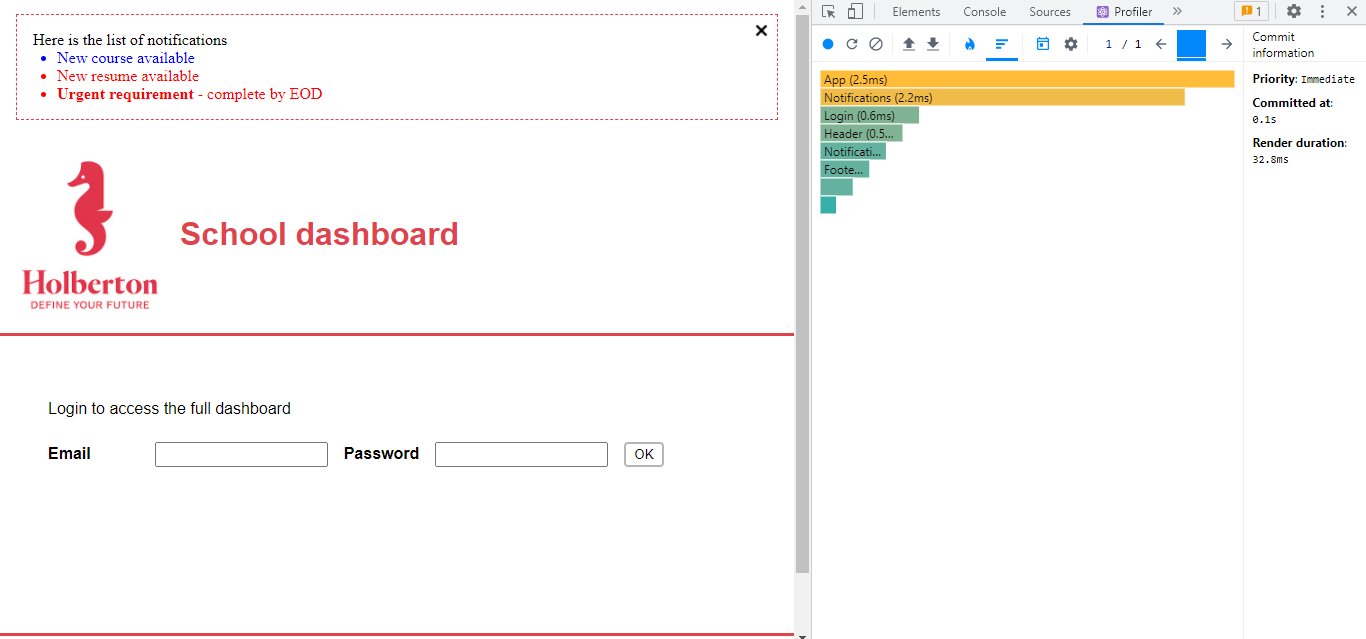 Here is the list of notifications
New course available
New resume available
Urgent requirement - complete by EOD
Holberton
DEFINE YOUR FUTURE
School dashboard
Login to access the full dashboard
Email Password OK
Elements Console Sources Profiler 1
1 / 1
App (2.5ms)
Notifications (2.2ms)
Login (0.6ms)
Header (0.5...
Notificati...
Foote...
Commit
information
Priority: Immediate
Committed at:
0.1s
Render duration:
32.8ms